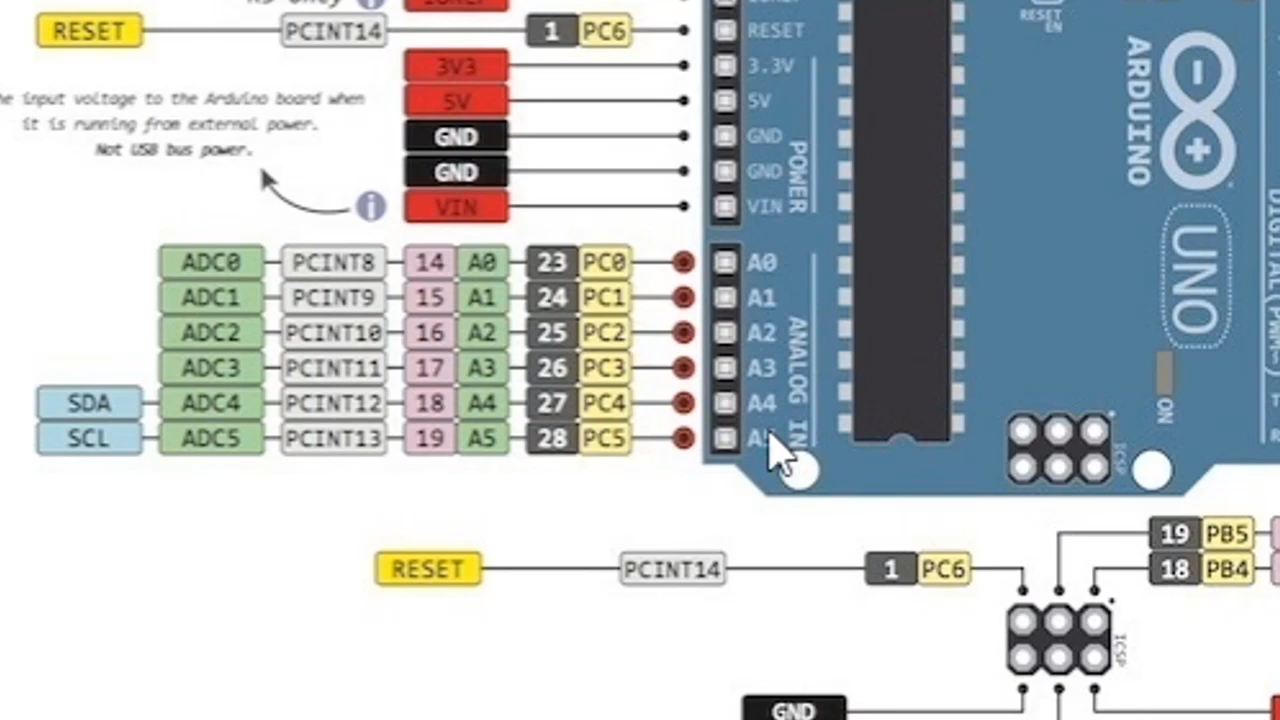 RESET PCINT14 1 PC6 RESET
RESET
EN
3V3 3.3V
5V 5V
GND GND
GND GND
VIN VIN
POWER
input voltage to the Arduino board when
it is running from external power.
Not USB bus power.
i
ADC0 PCINT8 14 A0 23 PC0 A0
ADC1 PCINT9 15 A1 24 PC1 A1
ADC2 PCINT10 16 A2 25 PC2 A2
ADC3 PCINT11 17 A3 26 PC3 A3
SDA ADC4 PCINT12 18 A4 27 PC4 A4
SCL ADC5 PCINT13 19 A5 28 PC5
ANALOG IN
ARDUINO
UNO
ON
ICSP
19 PB5
RESET PCINT14 1 PC6
18 PB4
ICSP
GND